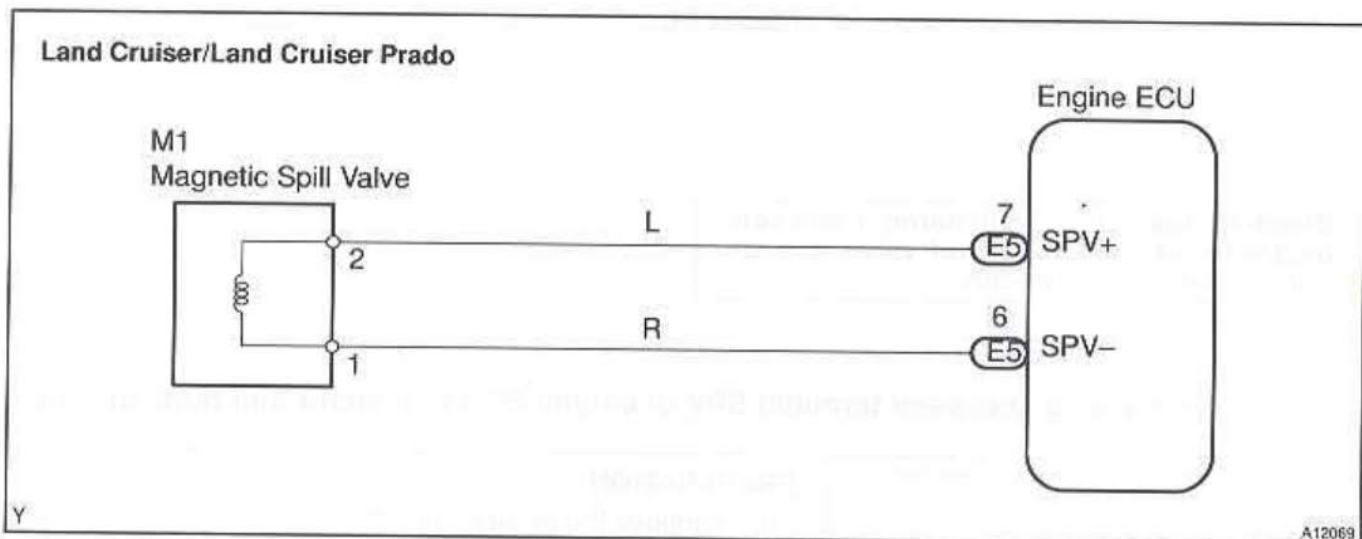 Land Cruiser/Land Cruiser Prado
Engine ECU
M1
Magnetic Spill Valve
L
7
2
E5
SPV+
R
6
1
E5
SPV–
Y
A12069